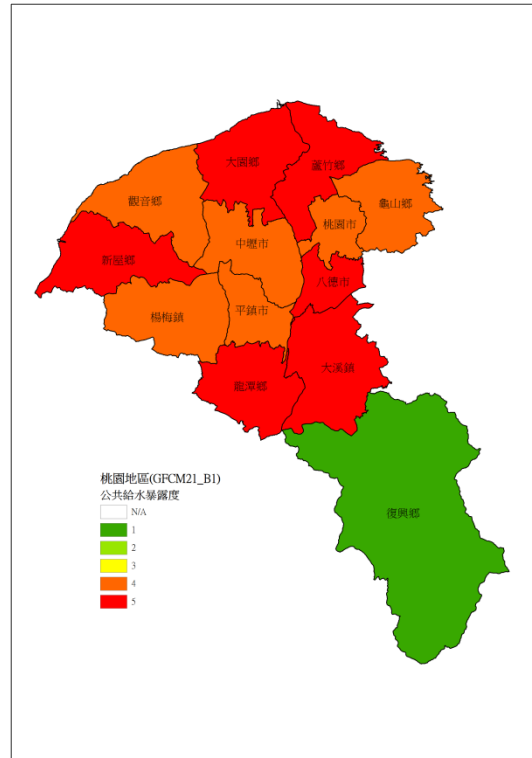 大園鄉
蘆竹鄉
龜山鄉
觀音鄉
桃園市
中壢市
新屋鄉
八德市
平鎮市
楊梅鎮
大溪鎮
龍潭鄉
復興鄉
桃園地區(GFCM21_B1)
公共給水暴露度
N/A
1
2
3
4
5